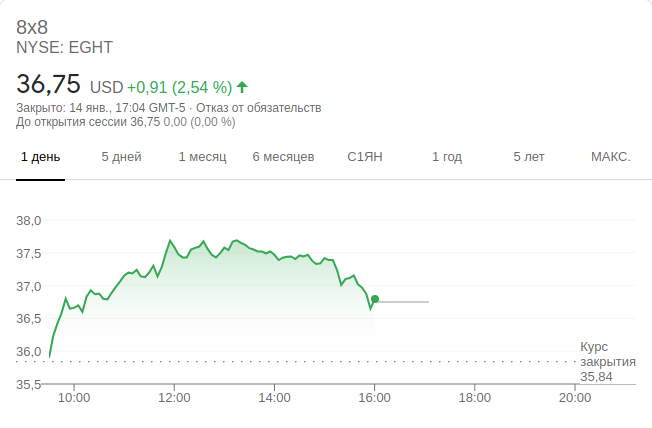 8x8
NYSE: EGHT
36,75 USD +0,91 (2,54 %)
Закрыто: 14 янв., 17:04 GMT-5 · Отказ от обязательств
До открытия сессии 36,75 0,00 (0,00 %)
1 день 5 дней 1 месяц 6 месяцев С1ЯН 1 год 5 лет МАКС.
38,0
37,5
37,0
36,5
36,0
35,5
Курс
закрытия
35,84
10:00 12:00 14:00 16:00 18:00 20:00